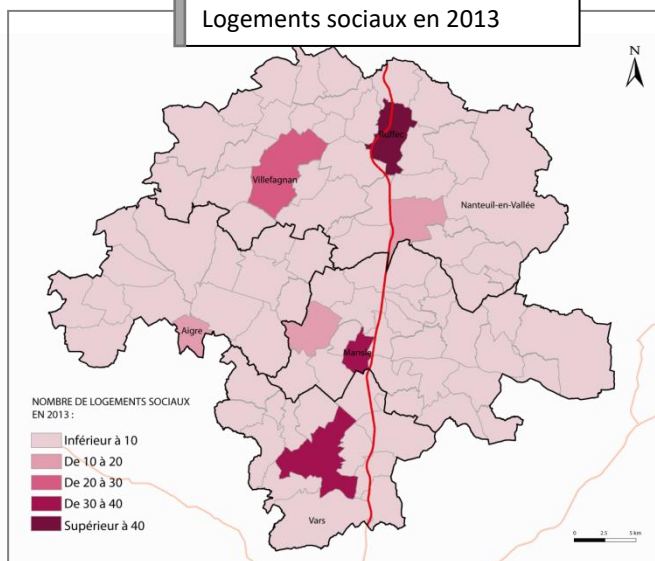 Logements sociaux en 2013
N
Ruffec
Villefagnan
Nanteuil-en-Vallée
Aigre
Mansle
NOMBRE DE LOGEMENTS SOCIAUX
EN 2013 :
Inférieur à 10
De 10 à 20
De 20 à 30
De 30 à 40
Supérieur à 40
Vars
0 2.5 5 km